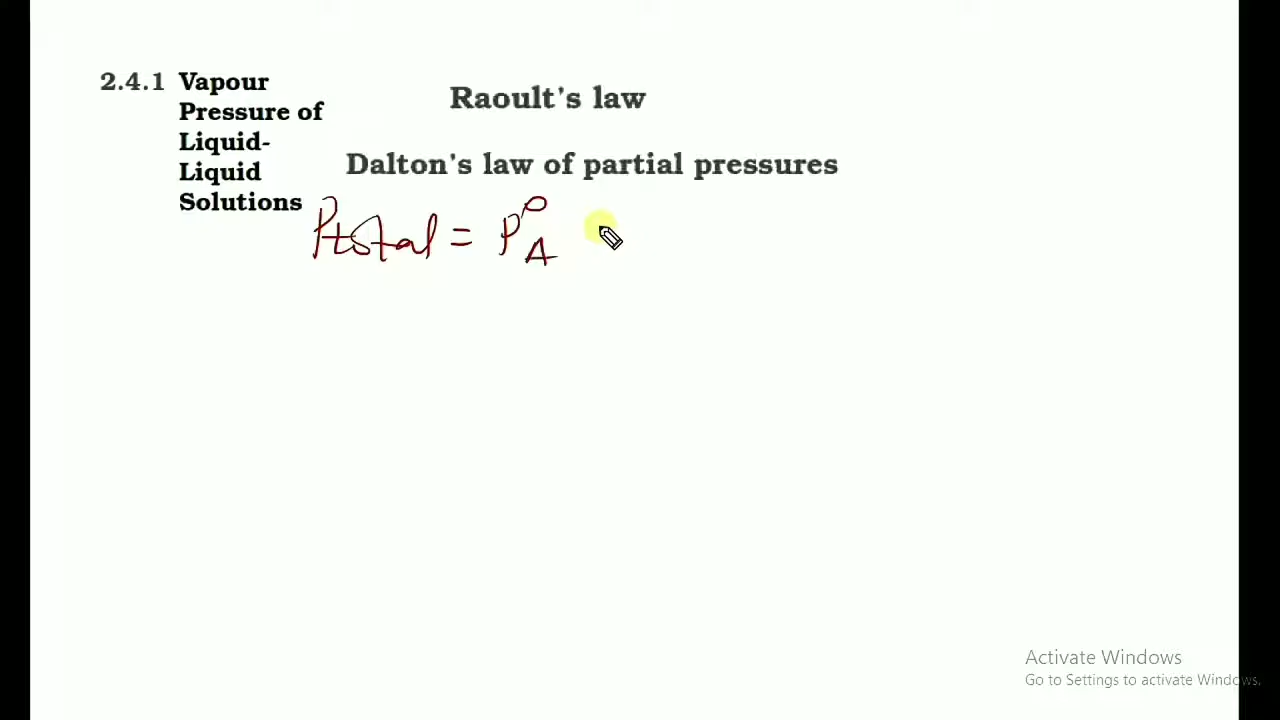 2.4.1 Vapour
Pressure of
Liquid-
Liquid
Solutions
Raoult's law
Dalton's law of partial pressures
Ptotal = P°A
Activate Windows
Go to Settings to activate Windows.